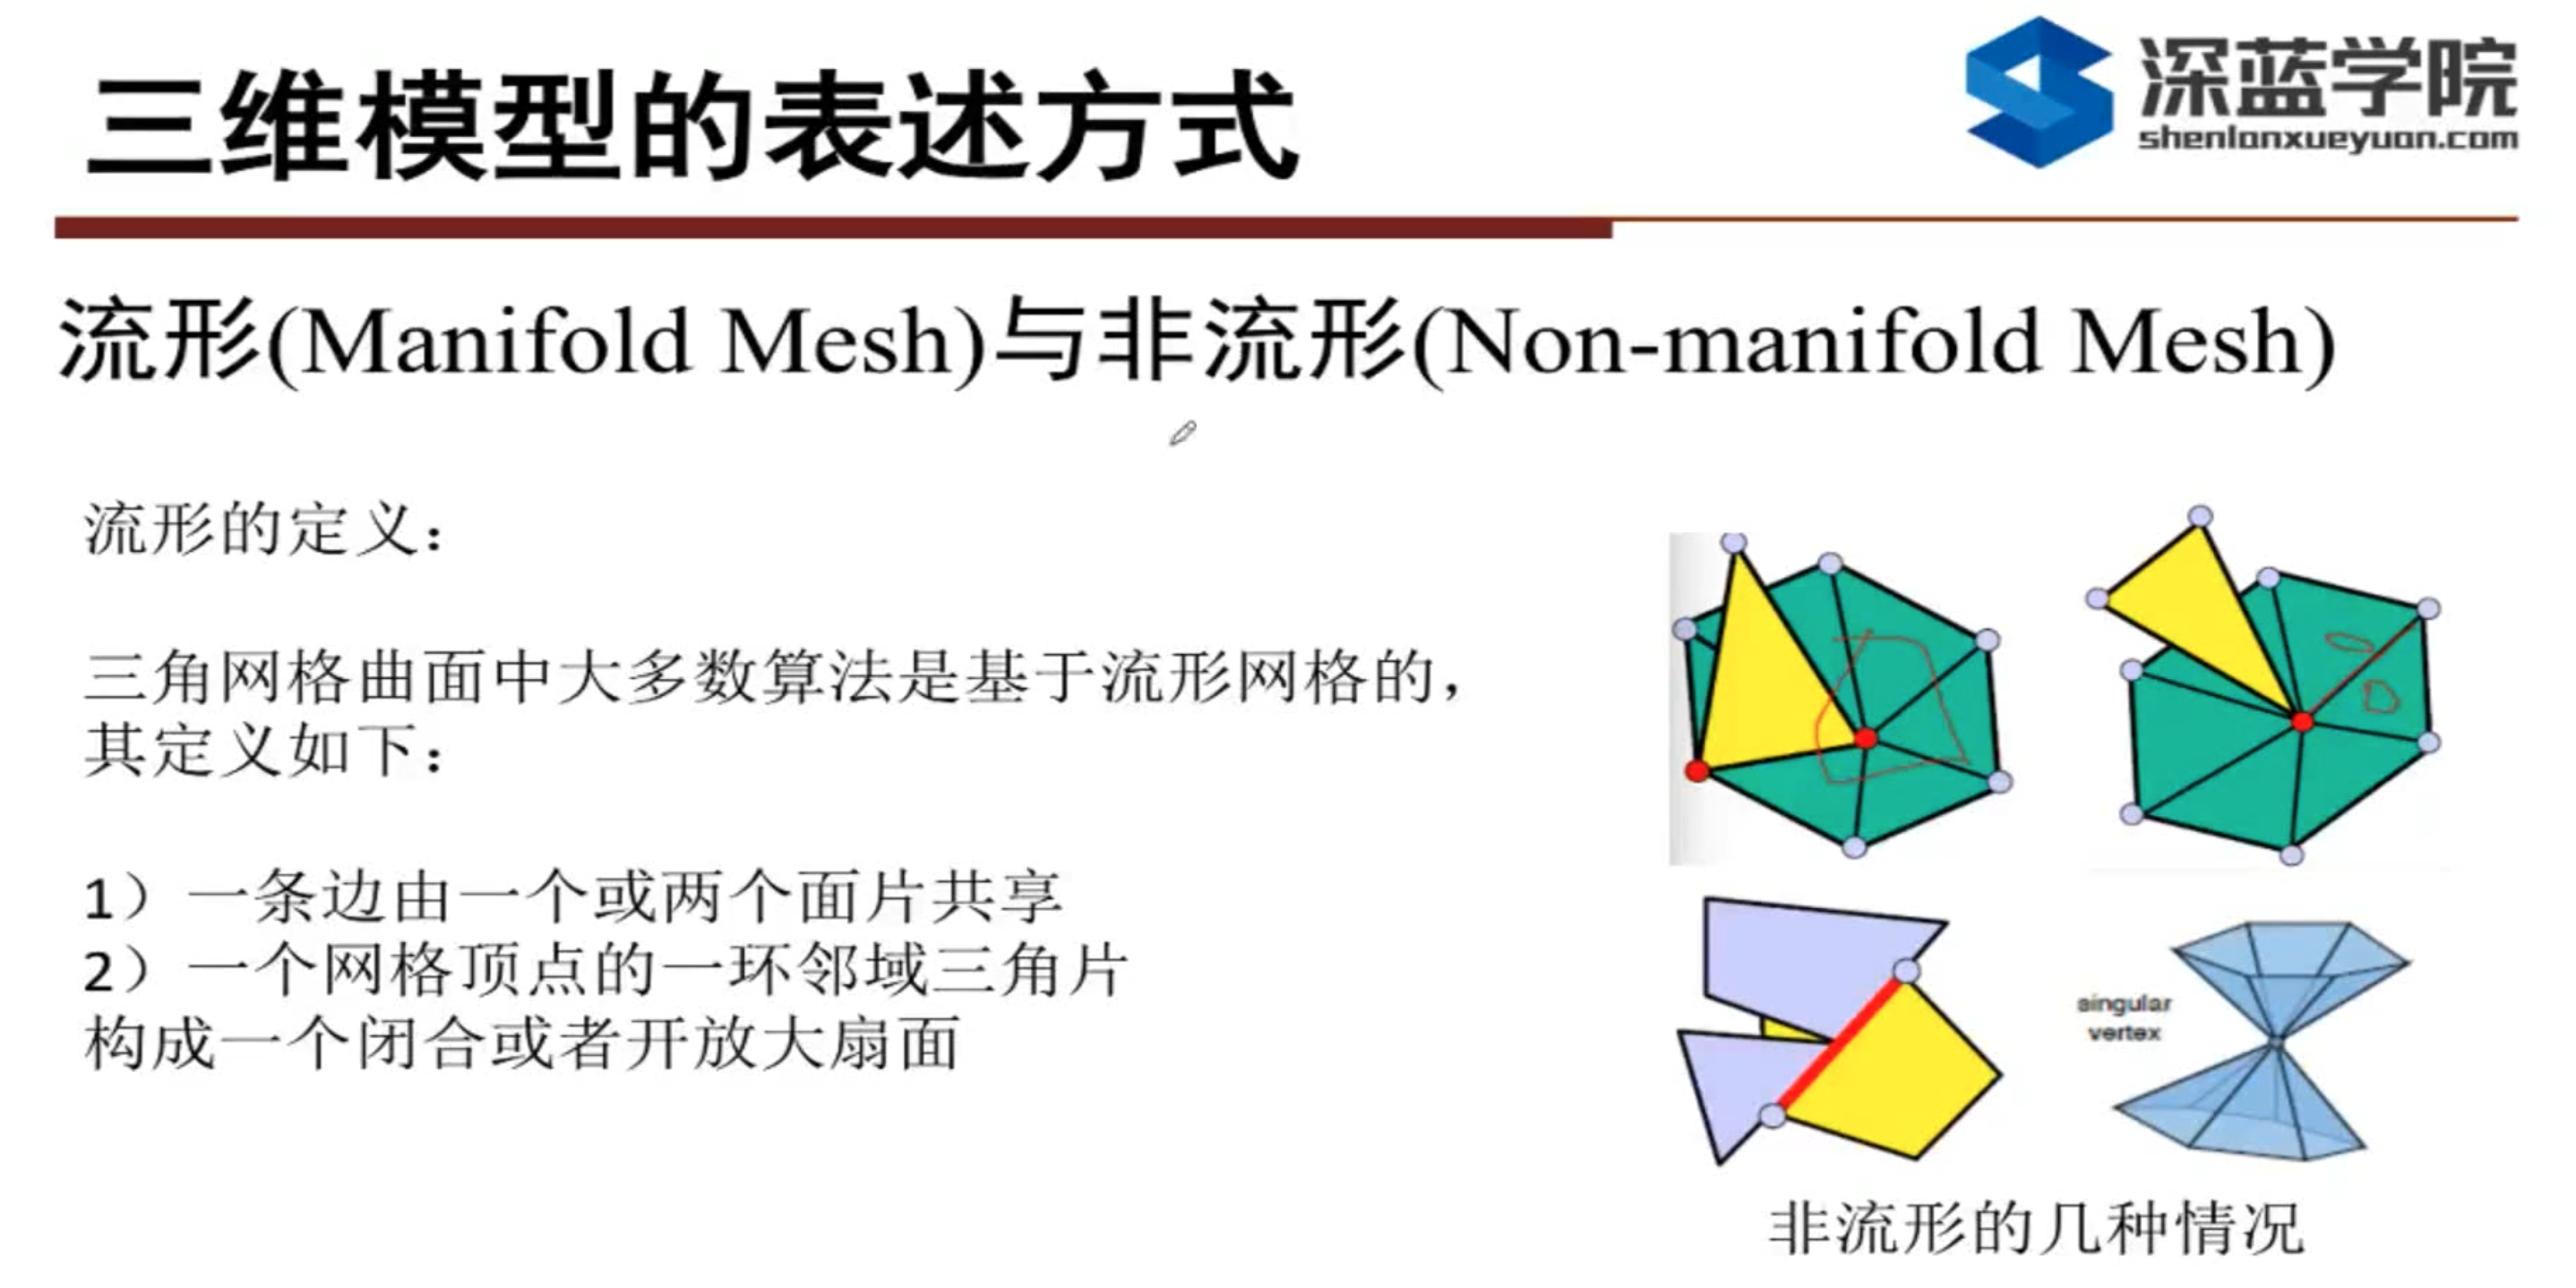 三维模型的表述方式
深蓝学院
shenlanxueyuan.com
流形(Manifold Mesh)与非流形(Non-manifold Mesh)
流形的定义：
三角网格曲面中大多数算法是基于流形网格的，
其定义如下：
1）一条边由一个或两个面片共享
2）一个网格顶点的一环邻域三角片
构成一个闭合或者开放大扇面
singular
vertex
非流形的几种情况